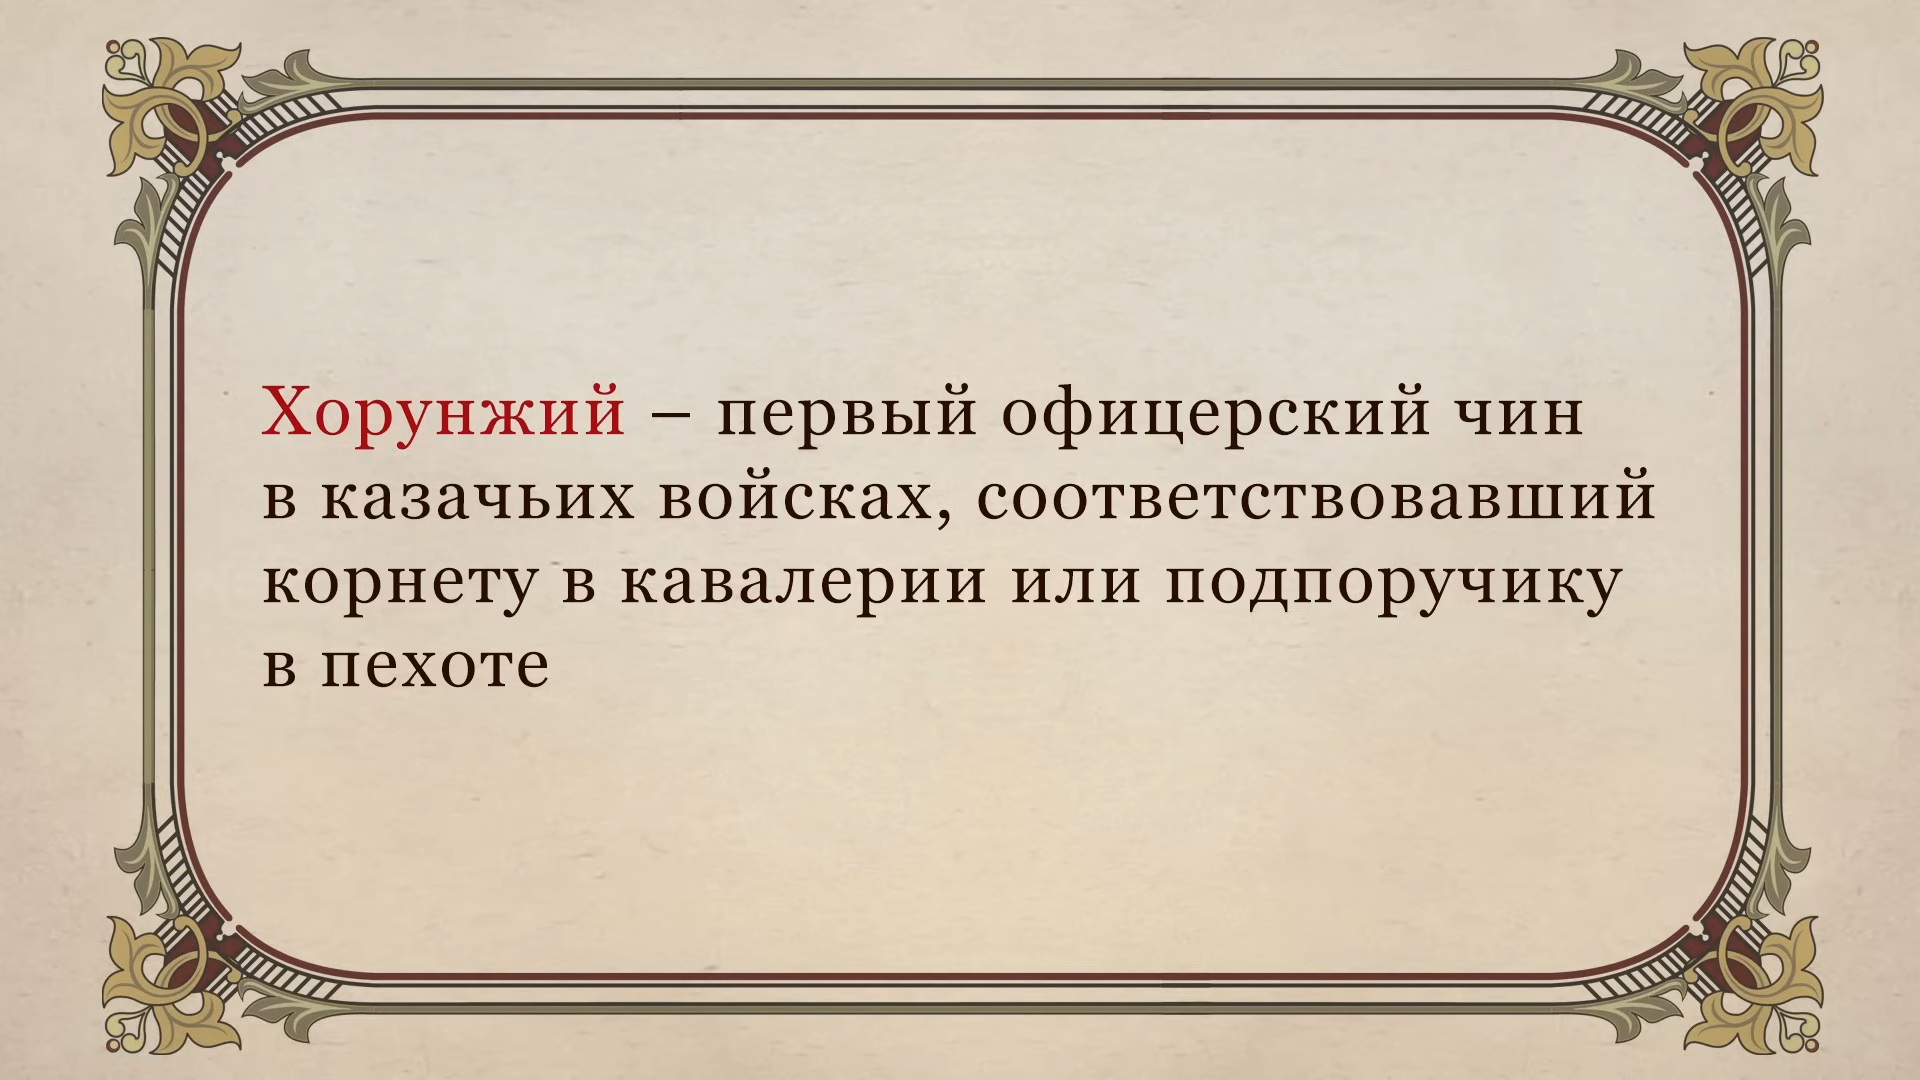 Хорунжий – первый офицерский чин
в казачьих войсках, соответствовавший
корнету в кавалерии или подпоручику
в пехоте